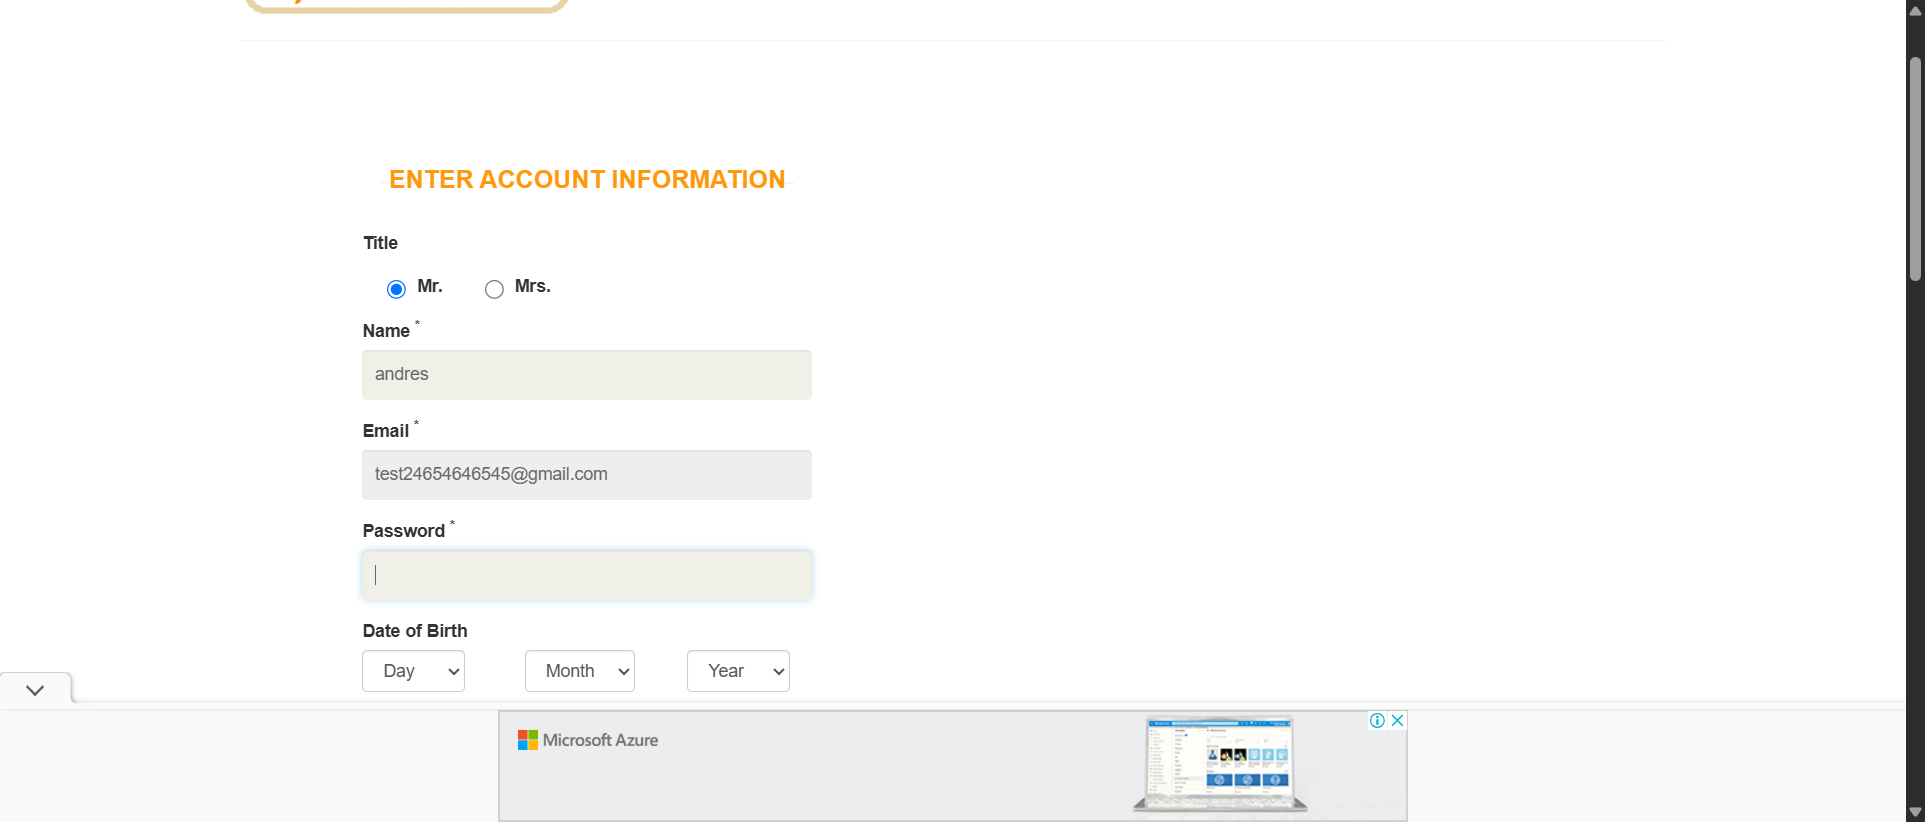 ENTER ACCOUNT INFORMATION
Title
Mr. Mrs.
Name *
andres
Email *
test24654646545@gmail.com
Password *
Date of Birth
Day Month Year
Microsoft Azure